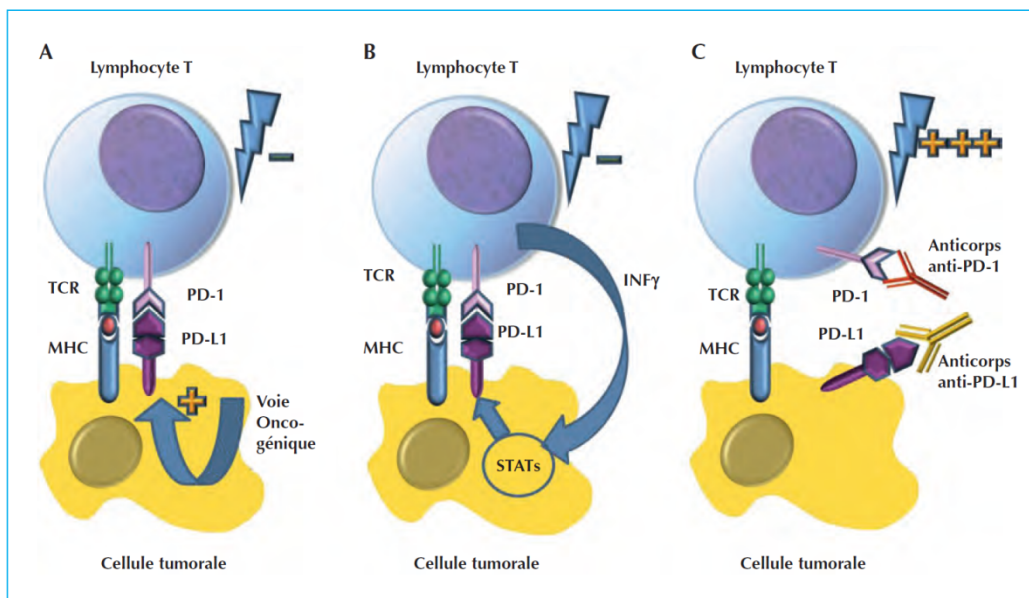 A
Lymphocyte T
TCR
PD-1
MHC
PD-L1
Voie
Onco-
génique
Cellule tumorale
B
Lymphocyte T
TCR
PD-1
INFγ
MHC
PD-L1
STATs
Cellule tumorale
C
Lymphocyte T
Anticorps
anti-PD-1
TCR
PD-1
MHC
PD-L1
Anticorps
anti-PD-L1
Cellule tumorale